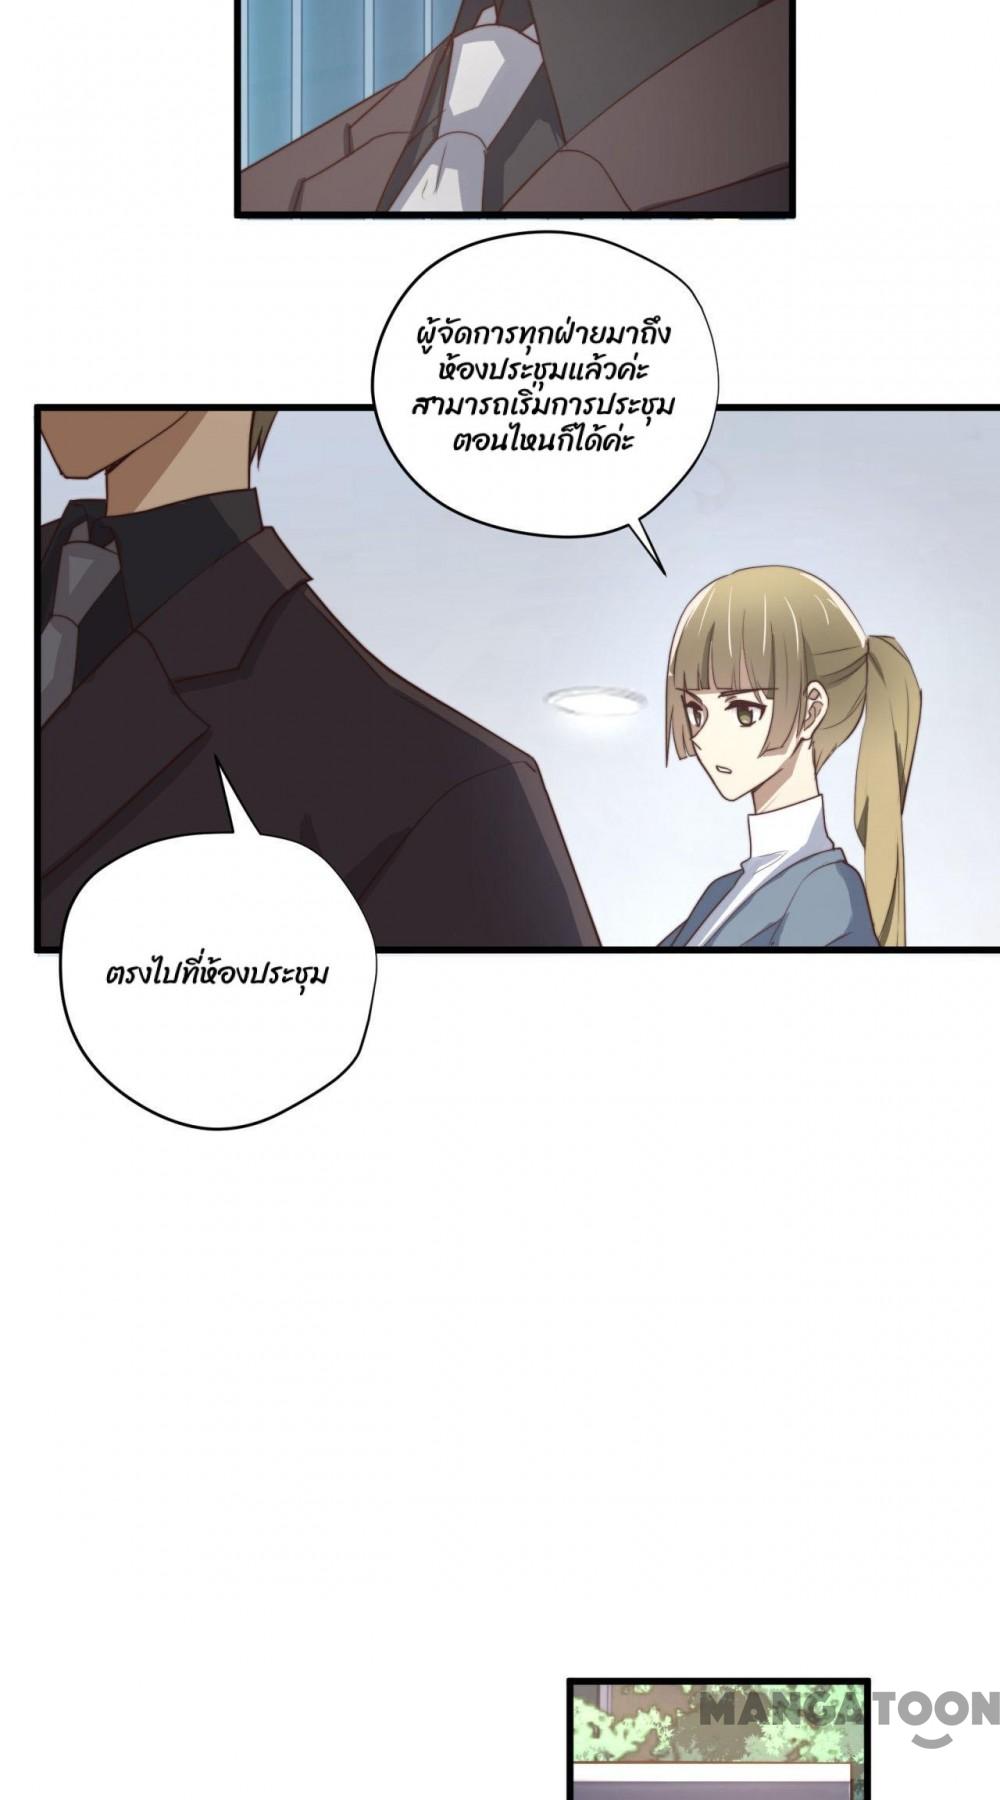 ผู้จัดการทุกฝ่ายมาถึง
ห้องประชุมแล้วค่ะ
สามารถเริ่มการประชุม
ตอนไหนก็ได้ค่ะ
ตรงไปที่ห้องประชุม
MANGATOON